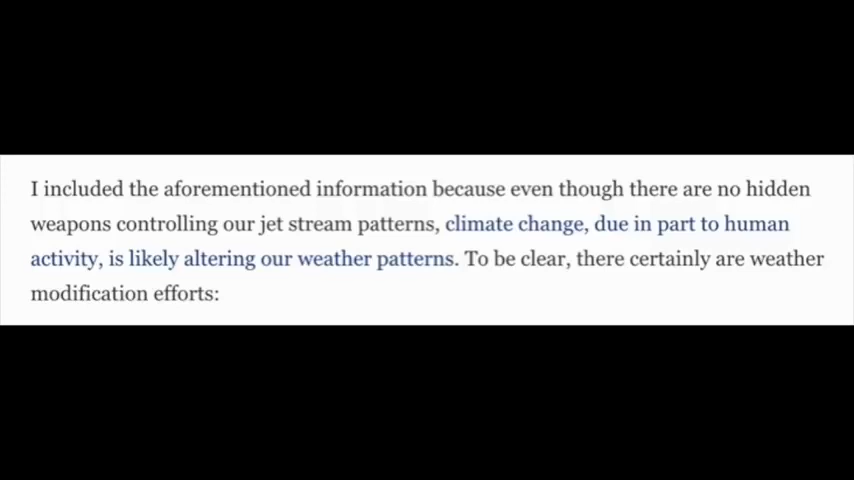 I included the aforementioned information because even though there are no hidden
weapons controlling our jet stream patterns, climate change, due in part to human
activity, is likely altering our weather patterns. To be clear, there certainly are weather
modification efforts: